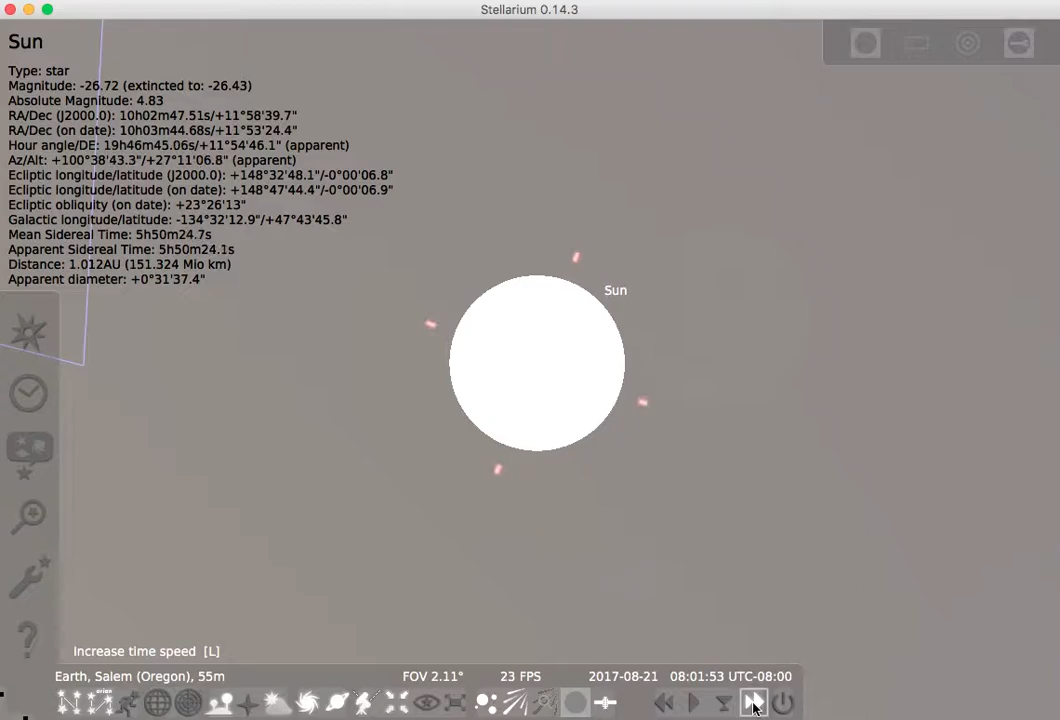 Stellarium 0.14.3
Sun
Type: star
Magnitude: -26.72 (extincted to: -26.43)
Absolute Magnitude: 4.83
RA/Dec (J2000.0): 10h02m47.51s/+11°58'39.7"
RA/Dec (on date): 10h03m44.68s/+11°53'24.4"
Hour angle/DE: 19h46m45.06s/+11°54'46.1" (apparent)
Az/Alt: +100°38'43.3"/+27°11'06.8" (apparent)
Ecliptic longitude/latitude (J2000.0): +148°32'48.1"/-0°00'06.8"
Ecliptic longitude/latitude (on date): +148°47'44.4"/-0°00'06.9"
Ecliptic obliquity (on date): +23°26'13"
Galactic longitude/latitude: -134°32'12.9"/+47°43'45.8"
Mean Sidereal Time: 5h50m24.7s
Apparent Sidereal Time: 5h50m24.1s
Distance: 1.012AU (151.324 Mio km)
Apparent diameter: +0°31'37.4"
Sun
Increase time speed [L]
Earth, Salem (Oregon), 55m FOV 2.11° 23 FPS 2017-08-21 08:01:53 UTC-08:00